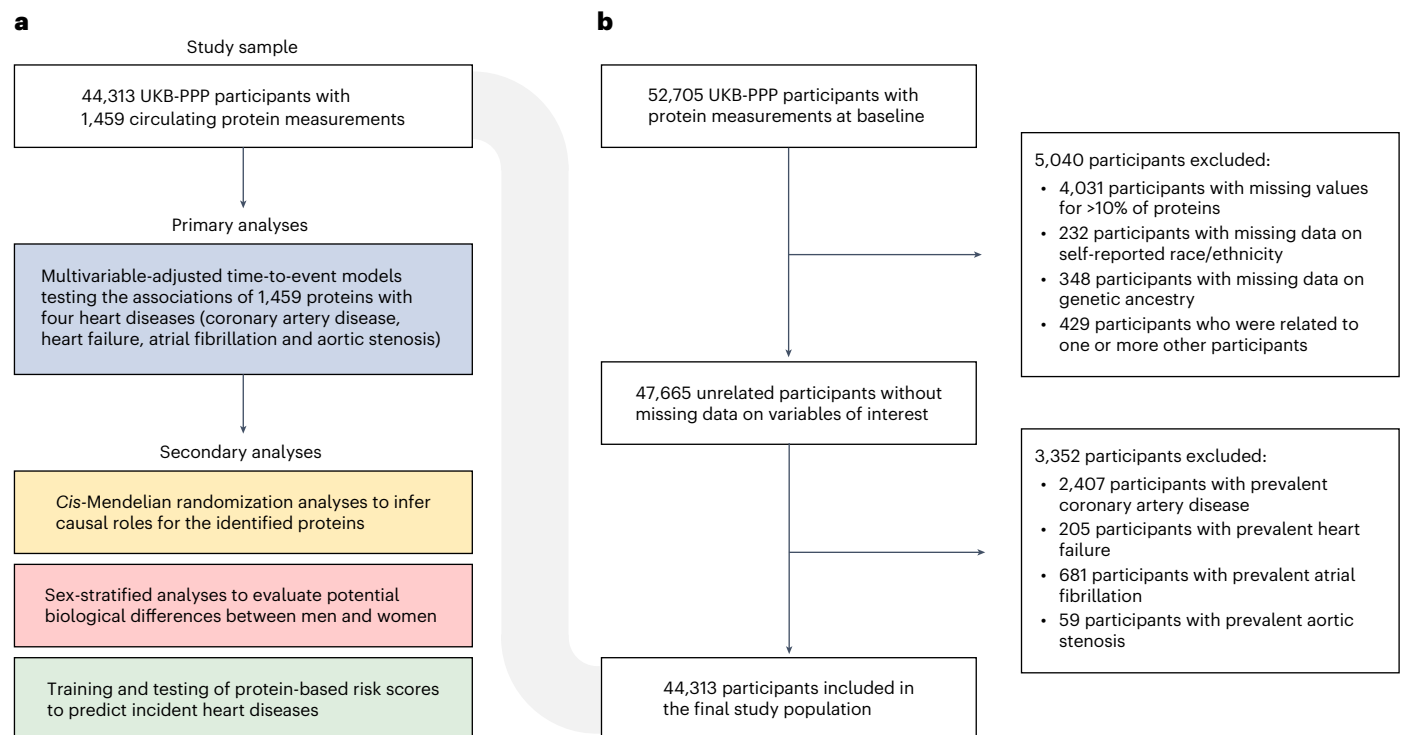 a
Study sample
44,313 UKB-PPP participants with
1,459 circulating protein measurements
Primary analyses
Multivariable-adjusted time-to-event models
testing the associations of 1,459 proteins with
four heart diseases (coronary artery disease,
heart failure, atrial fibrillation and aortic stenosis)
Secondary analyses
Cis-Mendelian randomization analyses to infer
causal roles for the identified proteins
Sex-stratified analyses to evaluate potential
biological differences between men and women
Training and testing of protein-based risk scores
to predict incident heart diseases
b
52,705 UKB-PPP participants with
protein measurements at baseline
5,040 participants excluded:
• 4,031 participants with missing values
for >10% of proteins
• 232 participants with missing data on
self-reported race/ethnicity
• 348 participants with missing data on
genetic ancestry
• 429 participants who were related to
one or more other participants
47,665 unrelated participants without
missing data on variables of interest
3,352 participants excluded:
• 2,407 participants with prevalent
coronary artery disease
• 205 participants with prevalent heart
failure
• 681 participants with prevalent atrial
fibrillation
• 59 participants with prevalent aortic
stenosis
44,313 participants included in
the final study population